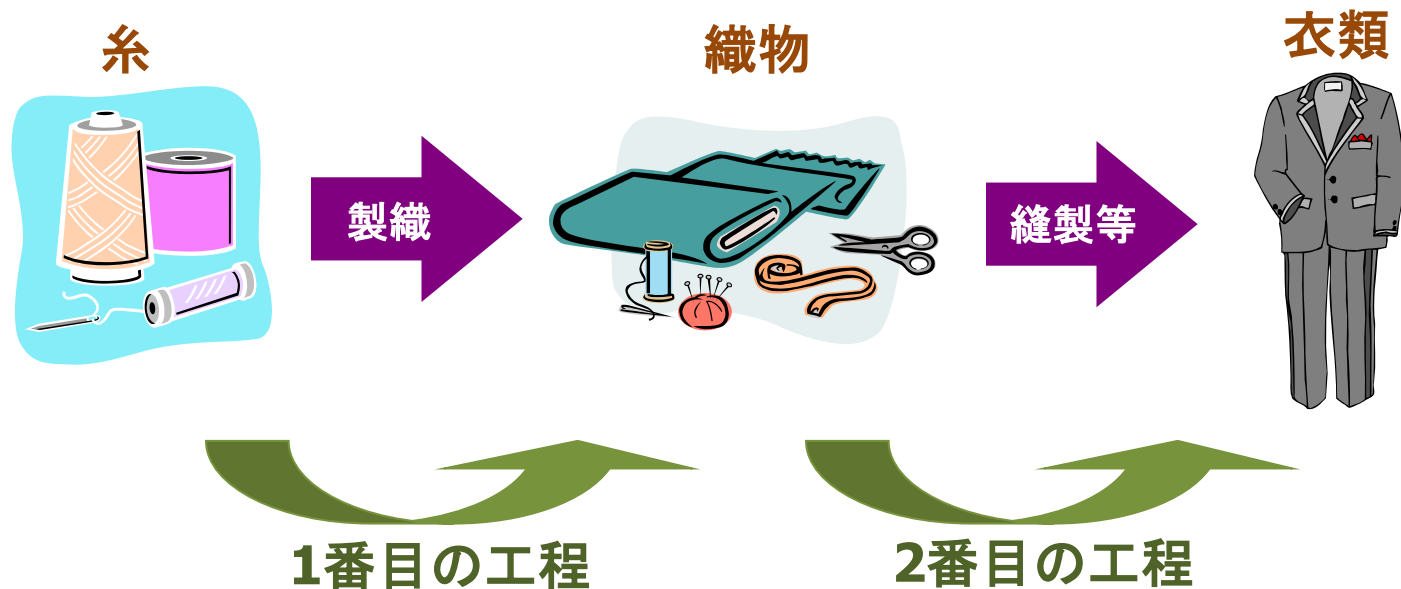 糸
織物
衣類
製織
縫製等
1番目の工程
2番目の工程